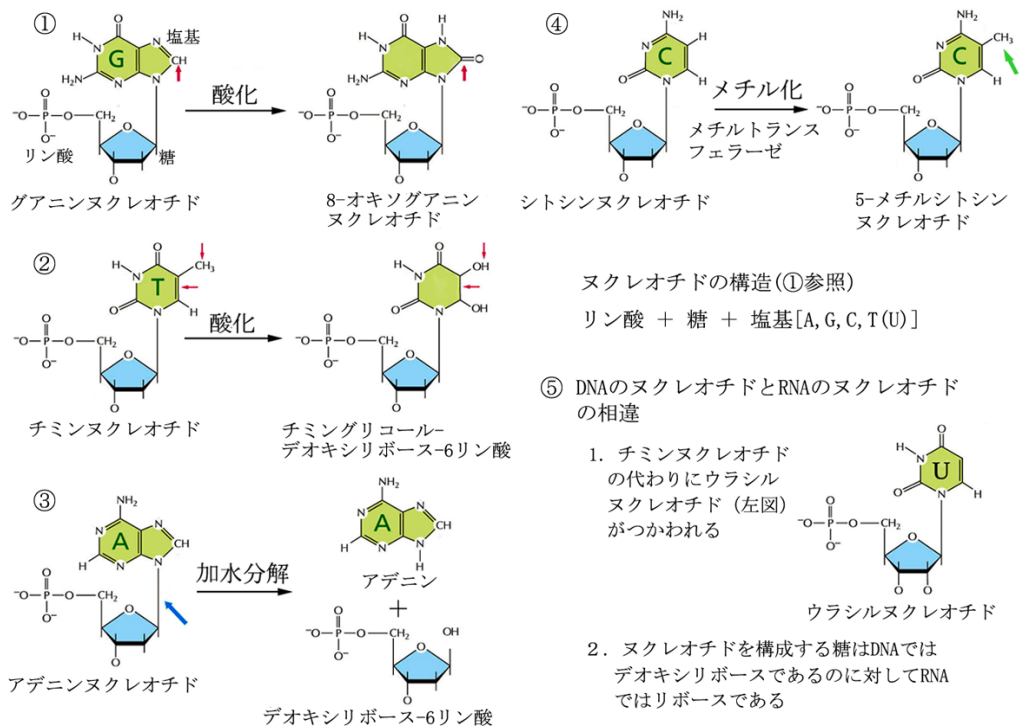 ①
塩基
G
リン酸
糖
グアニンヌクレオチド
酸化
8-オキソグアニン
ヌクレオチド
②
T
チミンヌクレオチド
酸化
チミングリコール-
デオキシリボース-6リン酸
③
A
アデニンヌクレオチド
加水分解
A
アデニン
+
デオキシリボース-6リン酸
④
C
シトシンヌクレオチド
メチル化
メチルトランス
フェラーゼ
C
5-メチルシトシン
ヌクレオチド
ヌクレオチドの構造(①参照)
リン酸 + 糖 + 塩基[A,G,C,T(U)]
⑤ DNAのヌクレオチドとRNAのヌクレオチド
の相違
1. チミンヌクレオチド
の代わりにウラシル
ヌクレオチド（左図）
がつかわれる
U
ウラシルヌクレオチド
2．ヌクレオチドを構成する糖はDNAでは
デオキシリボースであるのに対してRNA
ではリボースである